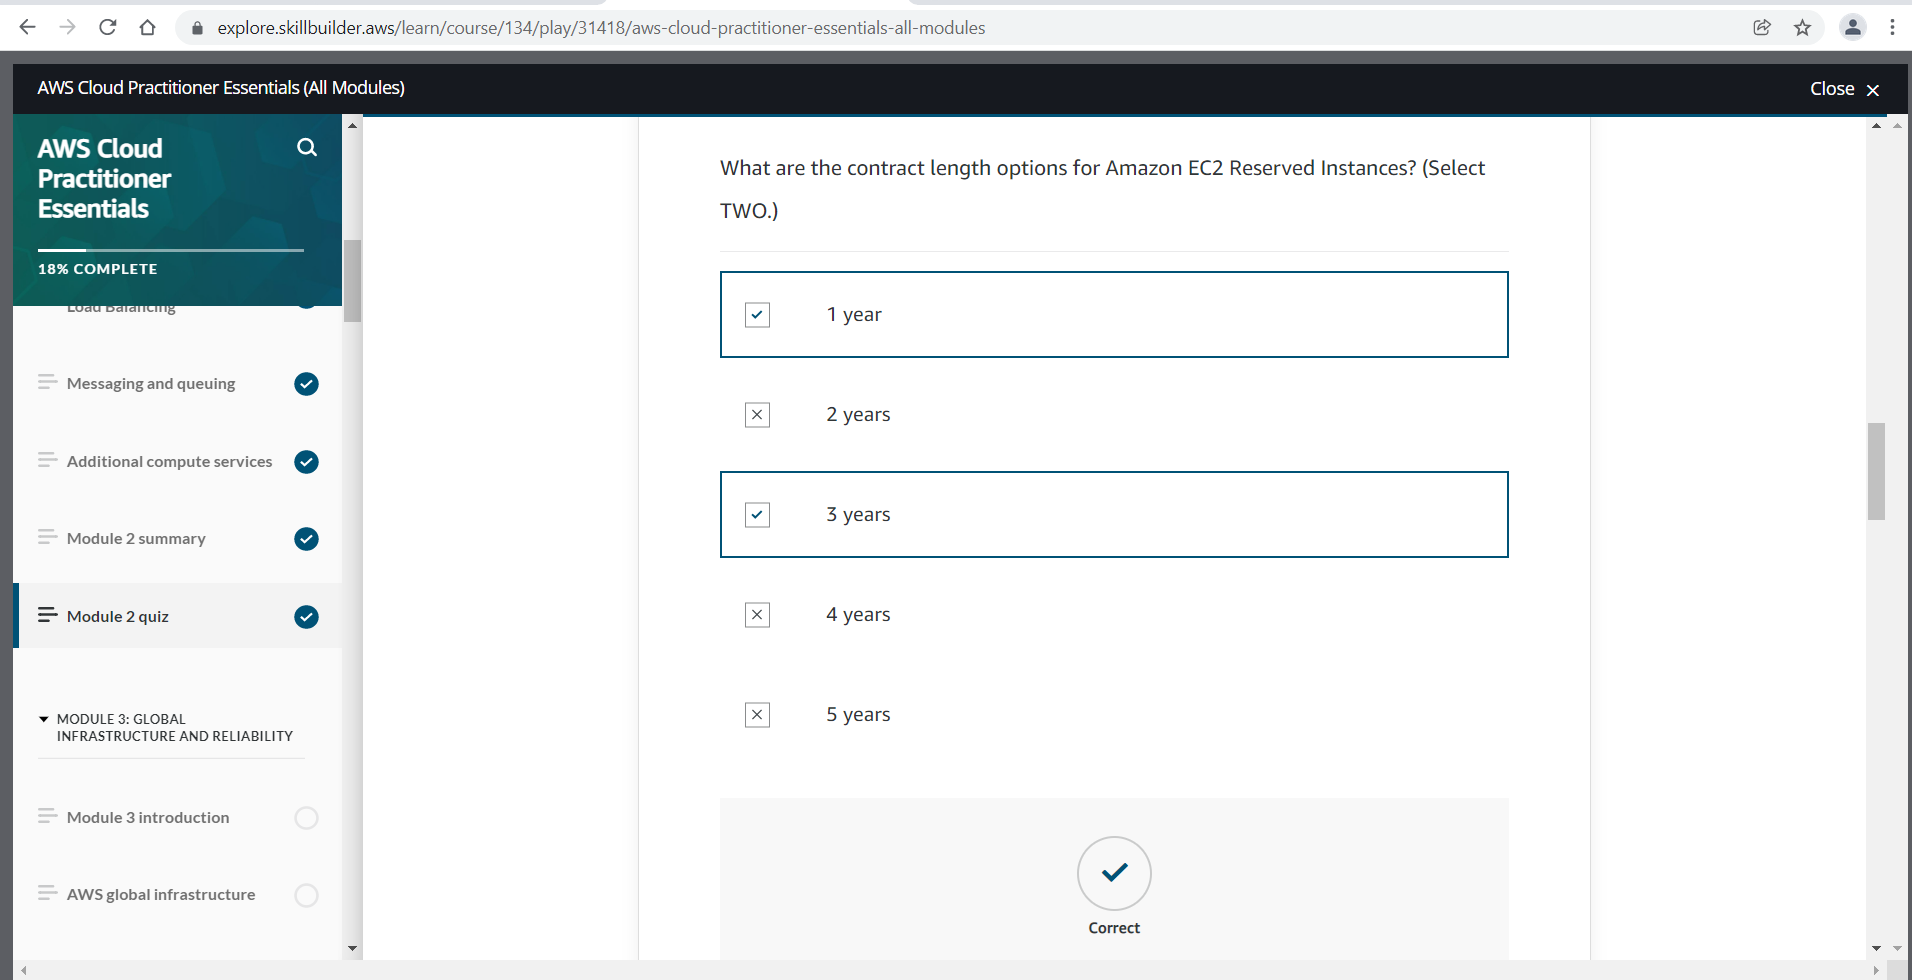 explore.skillbuilder.aws/learn/course/134/play/31418/aws-cloud-practitioner-essentials-all-modules
AWS Cloud Practitioner Essentials (All Modules)
Close
AWS Cloud
Practitioner
Essentials
18% COMPLETE
Load Balancing
Messaging and queuing
Additional compute services
Module 2 summary
Module 2 quiz
MODULE 3: GLOBAL
INFRASTRUCTURE AND RELIABILITY
Module 3 introduction
AWS global infrastructure
What are the contract length options for Amazon EC2 Reserved Instances? (Select
TWO.)
1 year
2 years
3 years
4 years
5 years
Correct